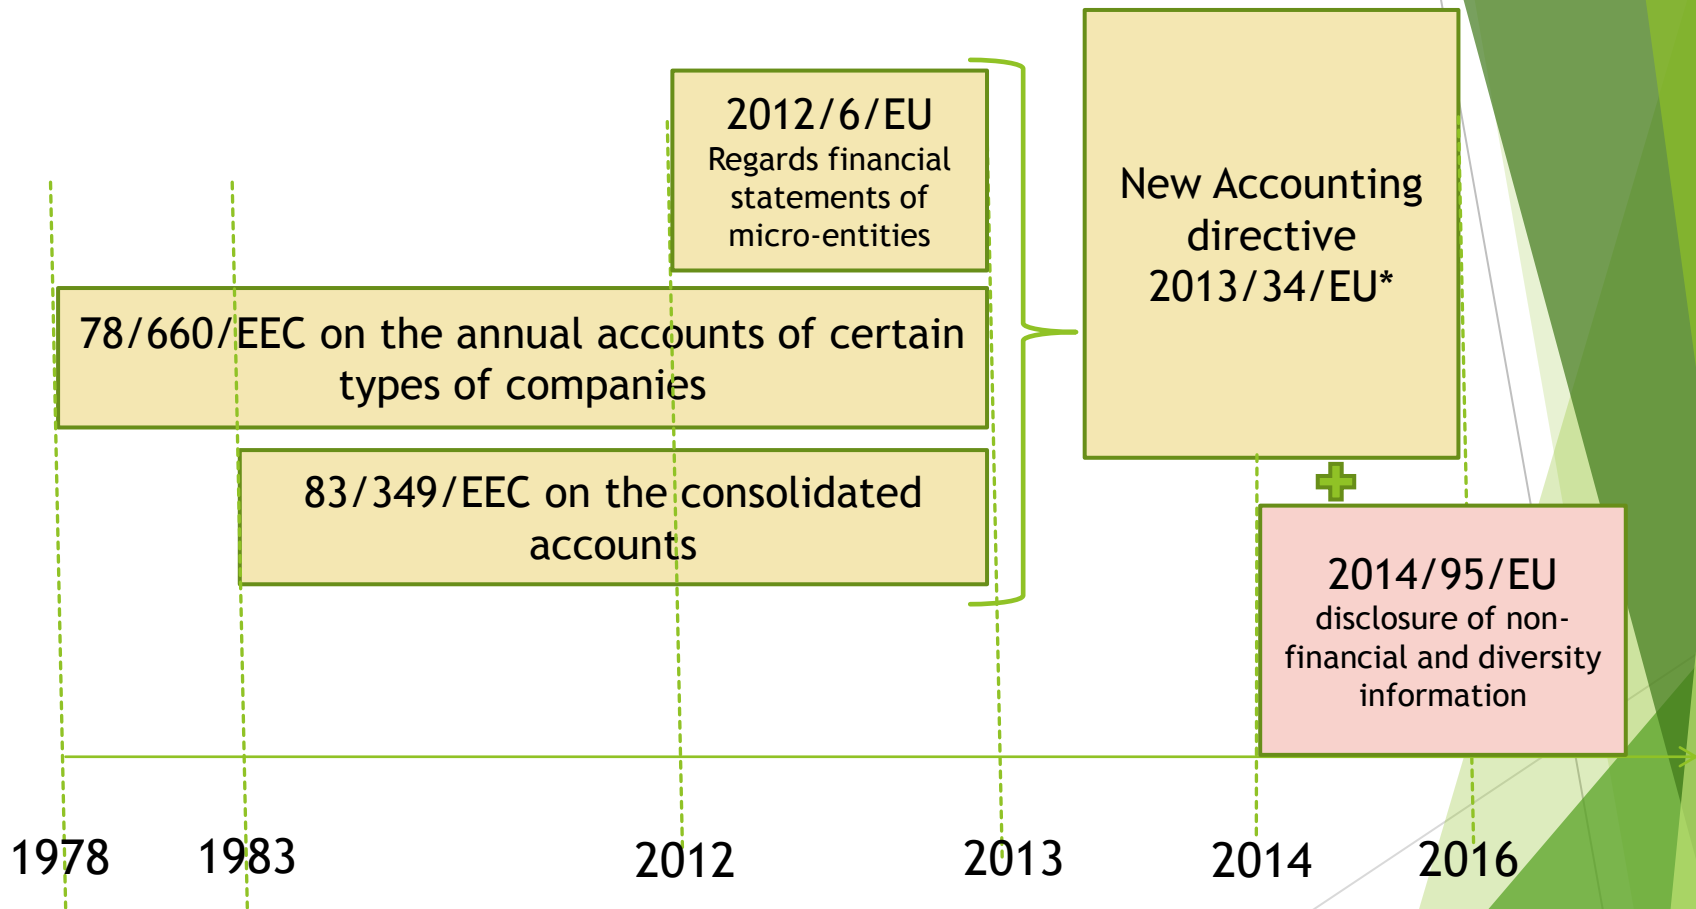 2012/6/EU
Regards financial
statements of
micro-entities
New Accounting
directive
2013/34/EU*
78/660/EEC on the annual accounts of certain
types of companies
83/349/EEC on the consolidated
accounts
2014/95/EU
disclosure of non-
financial and diversity
information
1978
1983
2012
2013
2014
2016